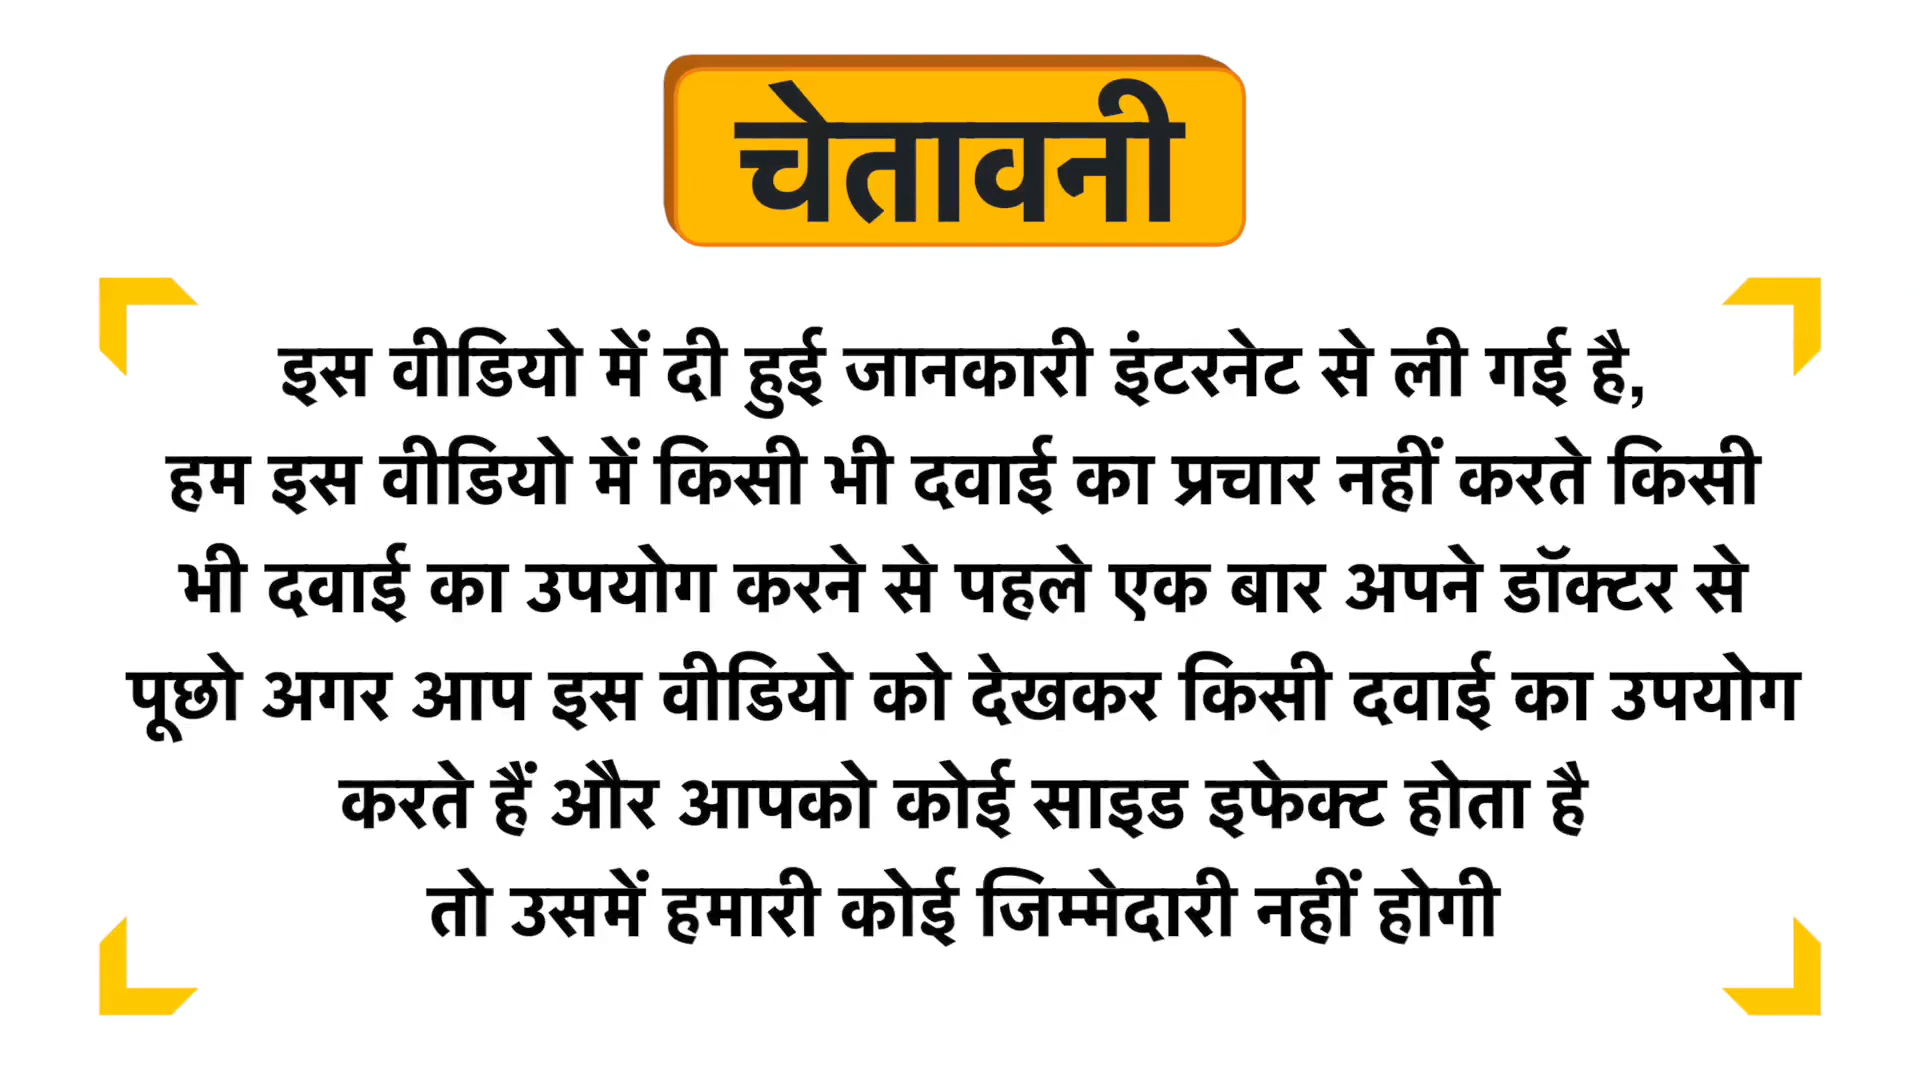 चेतावनी
इस वीडियो में दी हुई जानकारी इंटरनेट से ली गई है,
हम इस वीडियो में किसी भी दवाई का प्रचार नहीं करते किसी
भी दवाई का उपयोग करने से पहले एक बार अपने डॉक्टर से
पूछो अगर आप इस वीडियो को देखकर किसी दवाई का उपयोग
करते हैं और आपको कोई साइड इफेक्ट होता है
तो उसमें हमारी कोई जिम्मेदारी नहीं होगी